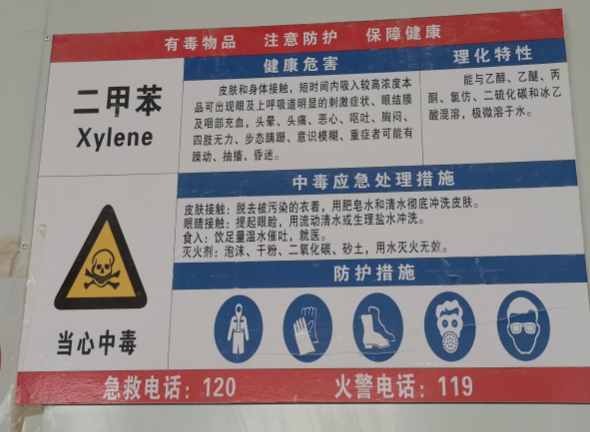 有毒物品 注意防护 保障健康
二甲苯
Xylene
健康危害
皮肤和身体接触，短时间内吸入较高浓度本
品可出现眼及上呼吸道明显的刺激症状、眼结膜
及咽部充血，头晕、头痛、恶心、呕吐、胸闷、
四肢无力、步态蹒跚、意识模糊、重症者可能有
躁动、抽搐、昏迷。
理化特性
能与乙醇、乙醚、丙
酮、氯仿、二硫化碳和冰乙
酸混溶，极微溶于水。
当心中毒
中毒应急处理措施
皮肤接触：脱去被污染的衣着，用肥皂水和清水彻底冲洗皮肤。
眼睛接触：提起眼睑，用流动清水或生理盐水冲洗。
食入：饮足量温水催吐，就医。
灭火剂：泡沫、干粉、二氧化碳、砂土，用水灭火无效。
防护措施
急救电话：120 火警电话：119